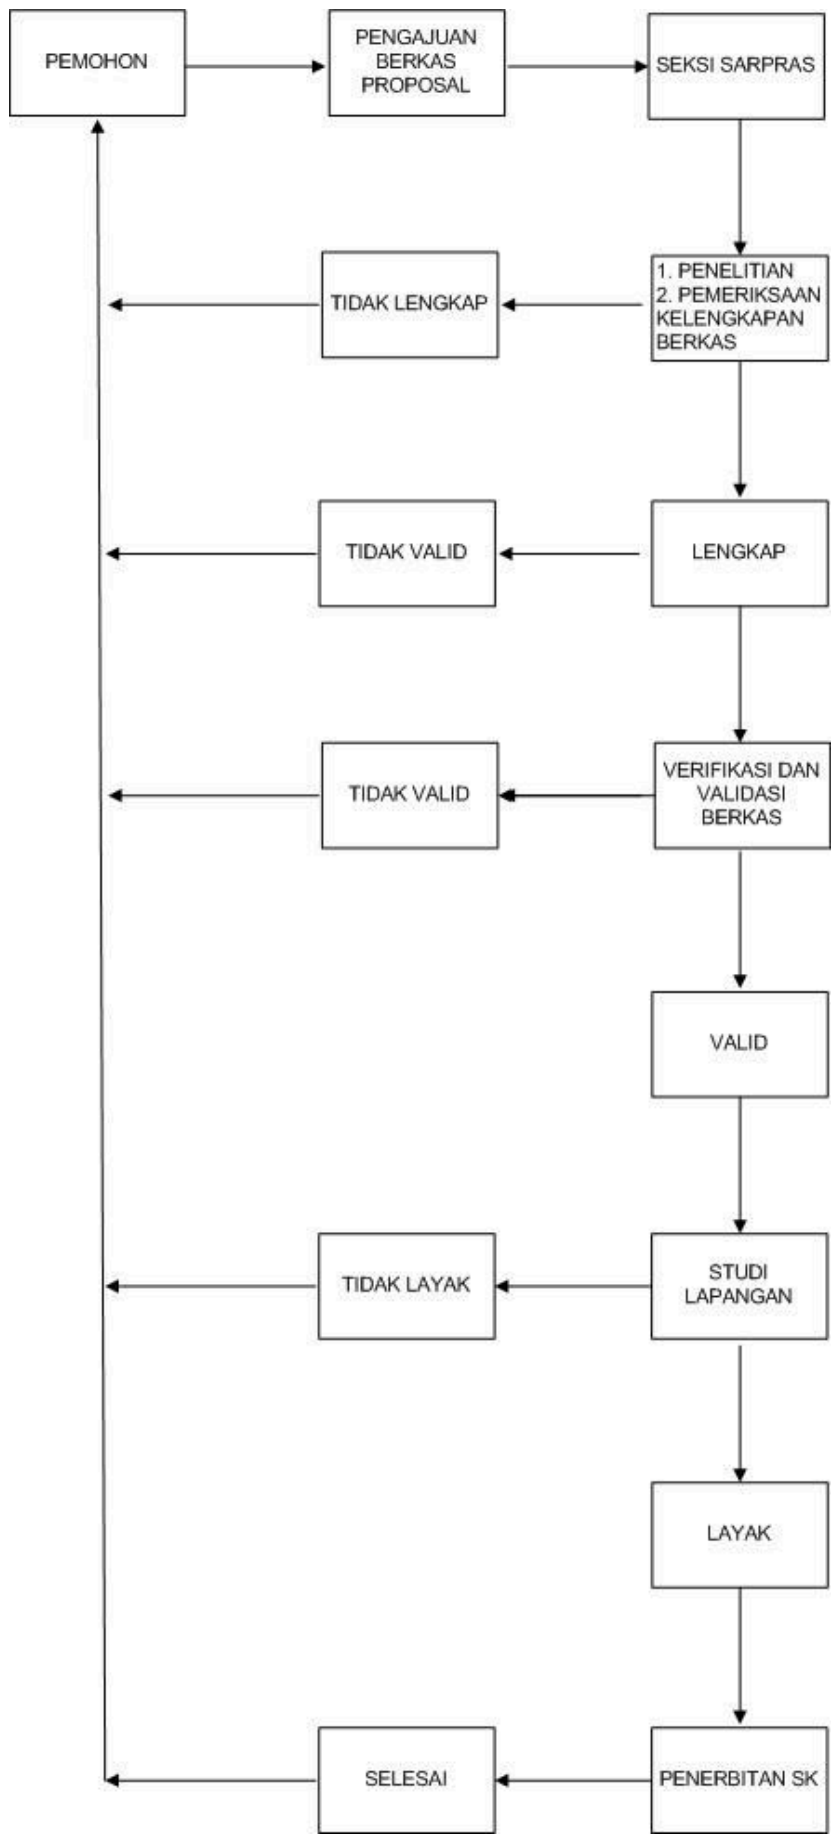 PEMOHON
PENGAJUAN
BERKAS
PROPOSAL
SEKSI SARPRAS
TIDAK LENGKAP
1. PENELITIAN
2. PEMERIKSAAN
KELENGKAPAN
BERKAS
TIDAK VALID
LENGKAP
TIDAK VALID
VERIFIKASI DAN
VALIDASI
BERKAS
VALID
TIDAK LAYAK
STUDI
LAPANGAN
LAYAK
SELESAI
PENERBITAN SK